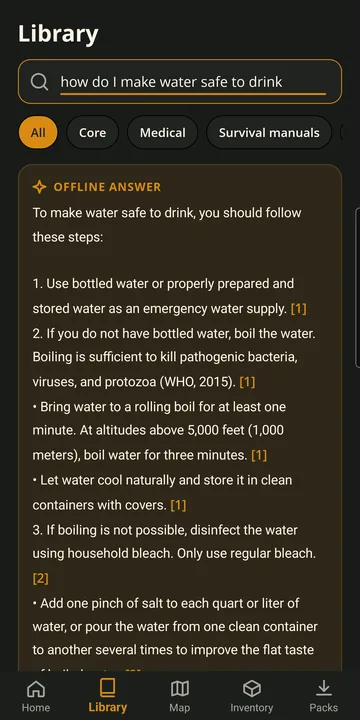 Library
how do I make water safe to drink
All Core Medical Survival manuals
OFFLINE ANSWER
To make water safe to drink, you should follow
these steps:
1. Use bottled water or properly prepared and
stored water as an emergency water supply. [1]
2. If you do not have bottled water, boil the water.
Boiling is sufficient to kill pathogenic bacteria,
viruses, and protozoa (WHO, 2015). [1]
• Bring water to a rolling boil for at least one
minute. At altitudes above 5,000 feet (1,000
meters), boil water for three minutes. [1]
• Let water cool naturally and store it in clean
containers with covers. [1]
3. If boiling is not possible, disinfect the water
using household bleach. Only use regular bleach.
[2]
• Add one pinch of salt to each quart or liter of
water, or pour the water from one clean container
to another several times to improve the flat taste
Home Library Map Inventory Packs